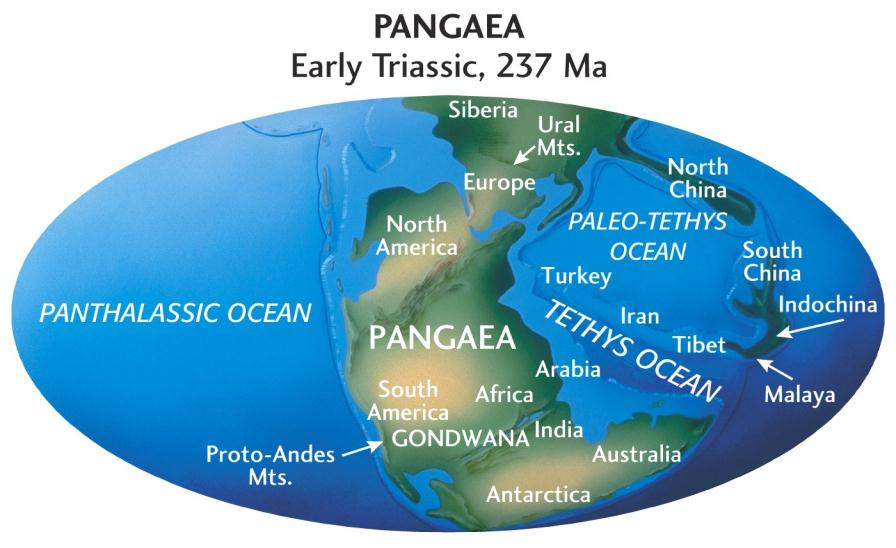 PANGAEA
Early Triassic, 237 Ma
Siberia
Ural
Mts.
Europe
North
China
North
America
PALEO-TETHYS
OCEAN
South
China
Turkey
Indochina
PANTHALASSIC OCEAN
Iran
TETHYS OCEAN
Tibet
PANGAEA
Arabia
Malaya
South
America
Africa
GONDWANA
India
Proto-Andes
Mts.
Australia
Antarctica